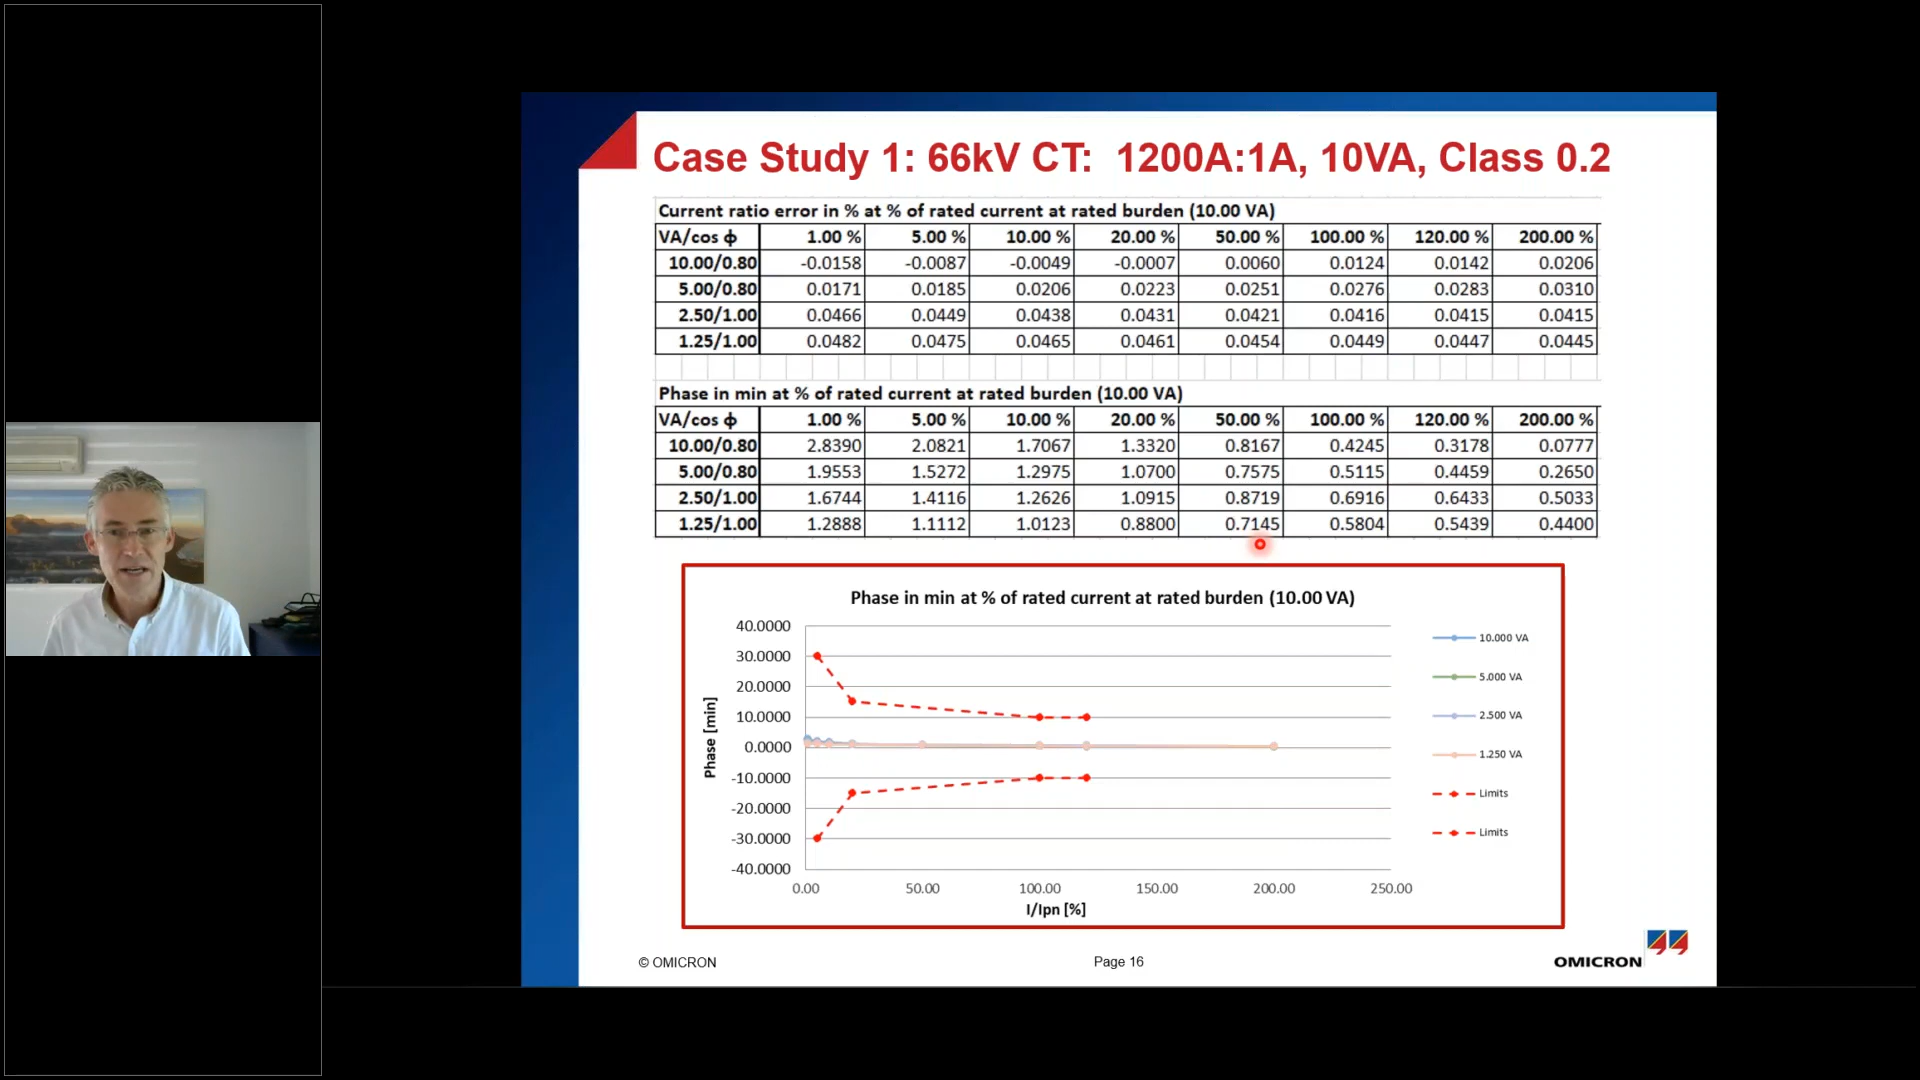 Case Study 1: 66kV CT: 1200A:1A, 10VA, Class 0.2
Current ratio error in % at % of rated current at rated burden (10.00 VA)
VA/cos ϕ 1.00 % 5.00 % 10.00 % 20.00 % 50.00 % 100.00 % 120.00 % 200.00 %
10.00/0.80 -0.0158 -0.0087 -0.0049 -0.0007 0.0060 0.0124 0.0142 0.0206
5.00/0.80 0.0171 0.0185 0.0206 0.0223 0.0251 0.0276 0.0283 0.0310
2.50/1.00 0.0466 0.0449 0.0438 0.0431 0.0421 0.0416 0.0415 0.0415
1.25/1.00 0.0482 0.0475 0.0465 0.0461 0.0454 0.0449 0.0447 0.0445
Phase in min at % of rated current at rated burden (10.00 VA)
VA/cos ϕ 1.00 % 5.00 % 10.00 % 20.00 % 50.00 % 100.00 % 120.00 % 200.00 %
10.00/0.80 2.8390 2.0821 1.7067 1.3320 0.8167 0.4245 0.3178 0.0777
5.00/0.80 1.9553 1.5272 1.2975 1.0700 0.7575 0.5115 0.4459 0.2650
2.50/1.00 1.6744 1.4116 1.2626 1.0915 0.8719 0.6916 0.6433 0.5033
1.25/1.00 1.2888 1.1112 1.0123 0.8800 0.7145 0.5804 0.5439 0.4400
Phase in min at % of rated current at rated burden (10.00 VA)
Phase [min]
40.0000
30.0000
20.0000
10.0000
0.0000
-10.0000
-20.0000
-30.0000
-40.0000
0.00 50.00 100.00 150.00 200.00 250.00
I/Ipn [%]
10.000 VA
5.000 VA
2.500 VA
1.250 VA
Limits
Limits
© OMICRON
Page 16
OMICRON